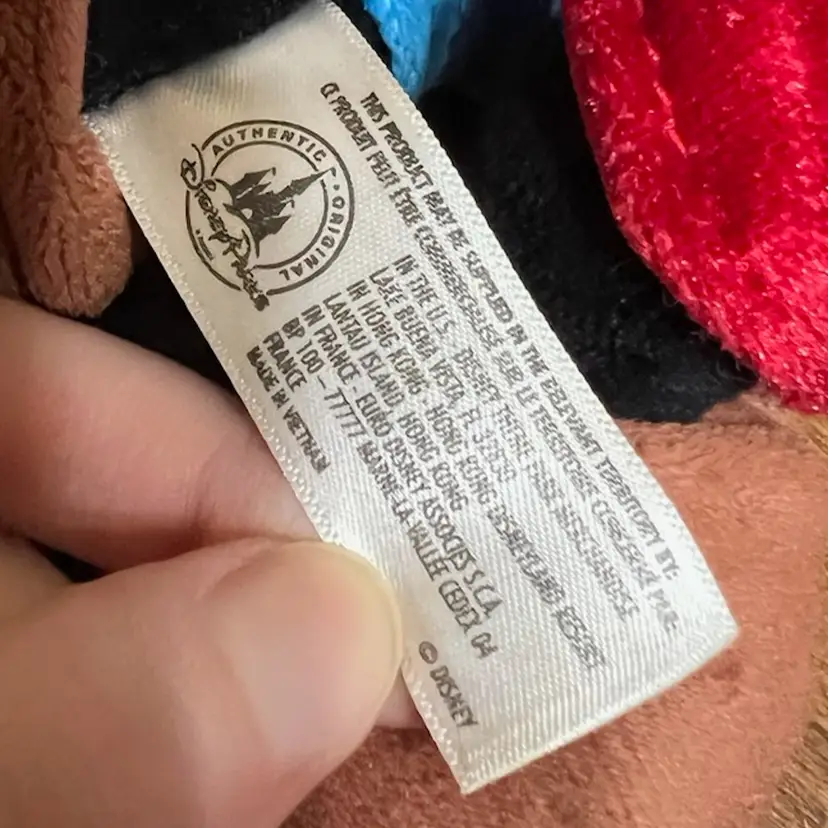 AUTHENTIC
ORIGINAL
Disney Parks
THIS PRODUCT MAY BE SUPPLIED IN THE RELEVANT TERRITORY BY:
CE PRODUIT PEUT ÊTRE COMMERCIALISÉ SUR LE TERRITOIRE CONSIDÉRÉ PAR:
IN THE U.S. DISNEY THEME PARK MERCHANDISE
LAKE BUENA VISTA, FL 32830
IN HONG KONG: HONG KONG DISNEYLAND RESORT
LANTAU ISLAND, HONG KONG
IN FRANCE - EURO DISNEY ASSOCIES S.C.A.
BP 100 - 77777 MARNE-LA-VALLÉE CEDEX 04
FRANCE
MADE IN VIETNAM
© DISNEY